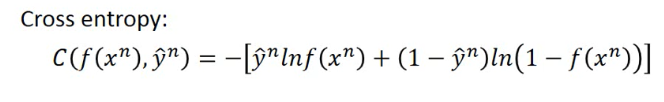 Cross entropy:
C(f(xⁿ), ŷⁿ) = −[ŷⁿlnf(xⁿ) + (1 − ŷⁿ)ln(1 − f(xⁿ))]